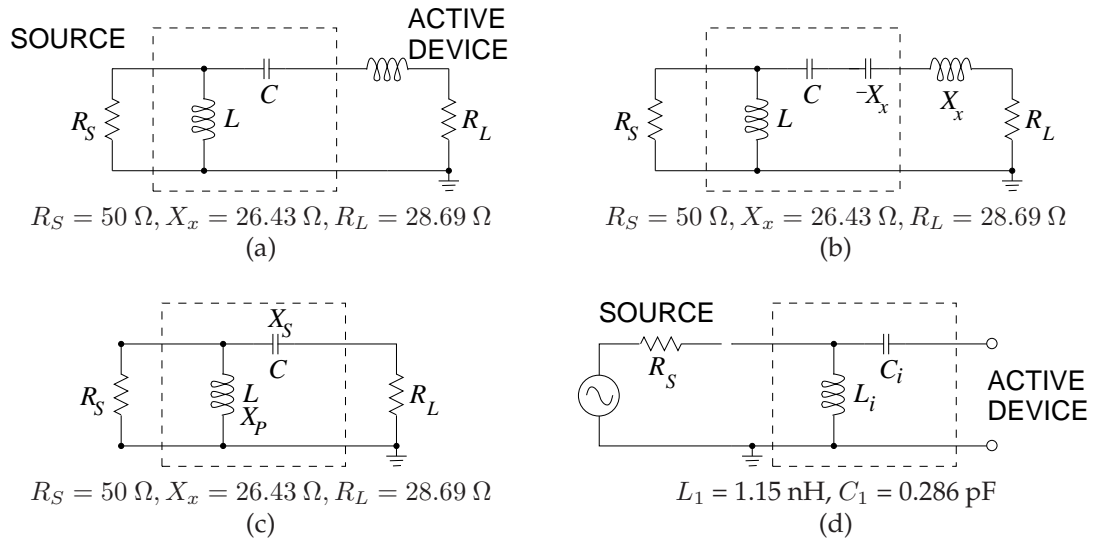 SOURCE
ACTIVE
DEVICE
R_S
L
C
R_L
R_S = 50 Ω, X_x = 26.43 Ω, R_L = 28.69 Ω
(a)
R_S
L
C
−X_x
X_x
R_L
R_S = 50 Ω, X_x = 26.43 Ω, R_L = 28.69 Ω
(b)
X_S
C
R_S
L
X_P
R_L
R_S = 50 Ω, X_x = 26.43 Ω, R_L = 28.69 Ω
(c)
SOURCE
R_S
C_i
L_i
ACTIVE
DEVICE
L_1 = 1.15 nH, C_1 = 0.286 pF
(d)